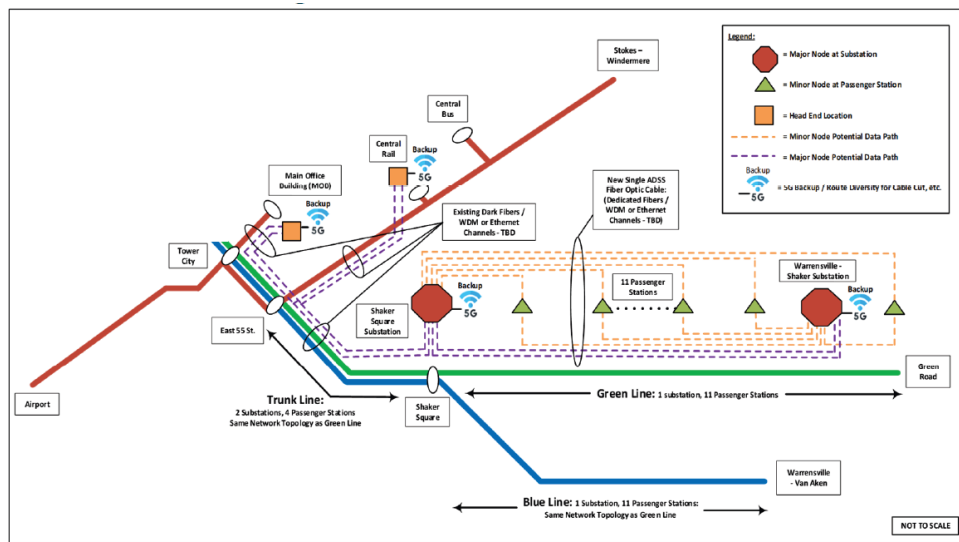 Stokes –
Windermere
Central
Bus
Central
Rail
Backup
5G
Main Office
Building (MOB)
Backup
5G
Existing Dark Fibers /
WDM or Ethernet
Channels - TBD
New Single ADSS
Fiber Optic Cable:
(Dedicated Fibers/
WDM or Ethernet
Channels - TBD)
Legend:
= Major Node at Substation
= Minor Node at Passenger Station
= Head End Location
= Minor Node Potential Data Path
= Major Node Potential Data Path
Backup
5G
= 5G Backup / Route Diversity for Cable Cut, etc.
Tower
City
East 55 St.
Shaker
Square
Substation
Backup
5G
11 Passenger
Stations
Warrensville -
Shaker Substation
Backup
5G
Airport
Trunk Line:
2 Substations, 4 Passenger Stations
Same Network Topology as Green Line
Shaker
Square
Green Line: 1 substation, 11 Passenger Stations
Green
Road
Warrensville
- Van Aken
Blue Line: 1 Substation, 11 Passenger Stations:
Same Network Topology as Green Line
NOT TO SCALE